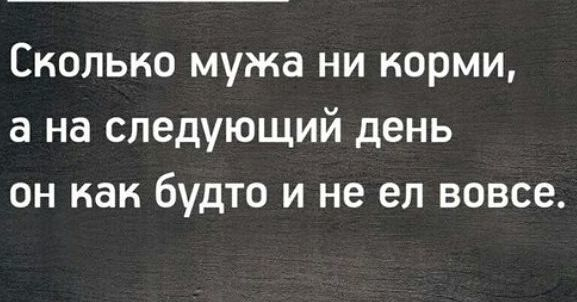 Сколько мужа ни корми,
а на следующий день
он как будто и не ел вовсе.